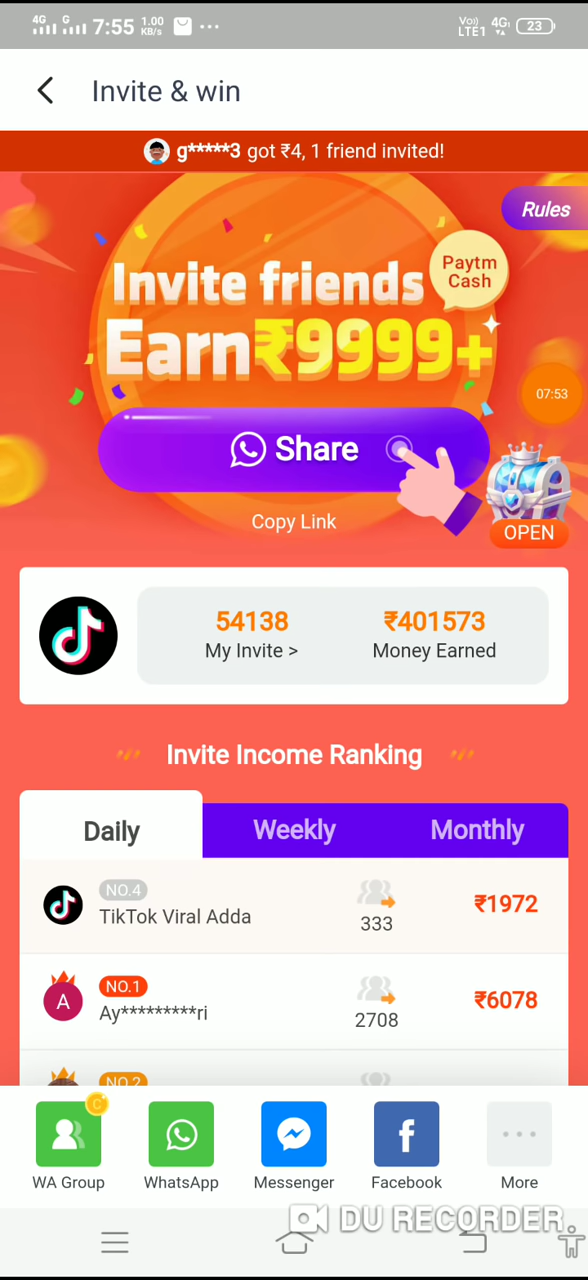 4G G 7:55 1.00 KB/s ... Vo)) LTE1 4G 23
Invite & win
g*****3 got ₹4, 1 friend invited!
Rules
Paytm
Cash
Invite friends
Earn₹9999+
07:53
Share
Copy Link
OPEN
54138 ₹401573
My Invite > Money Earned
Invite Income Ranking
Daily Weekly Monthly
NO.4
TikTok Viral Adda 333 ₹1972
NO.1
Ay*********ri 2708 ₹6078
NO.2
C
WA Group WhatsApp Messenger Facebook More
DU RECORDER